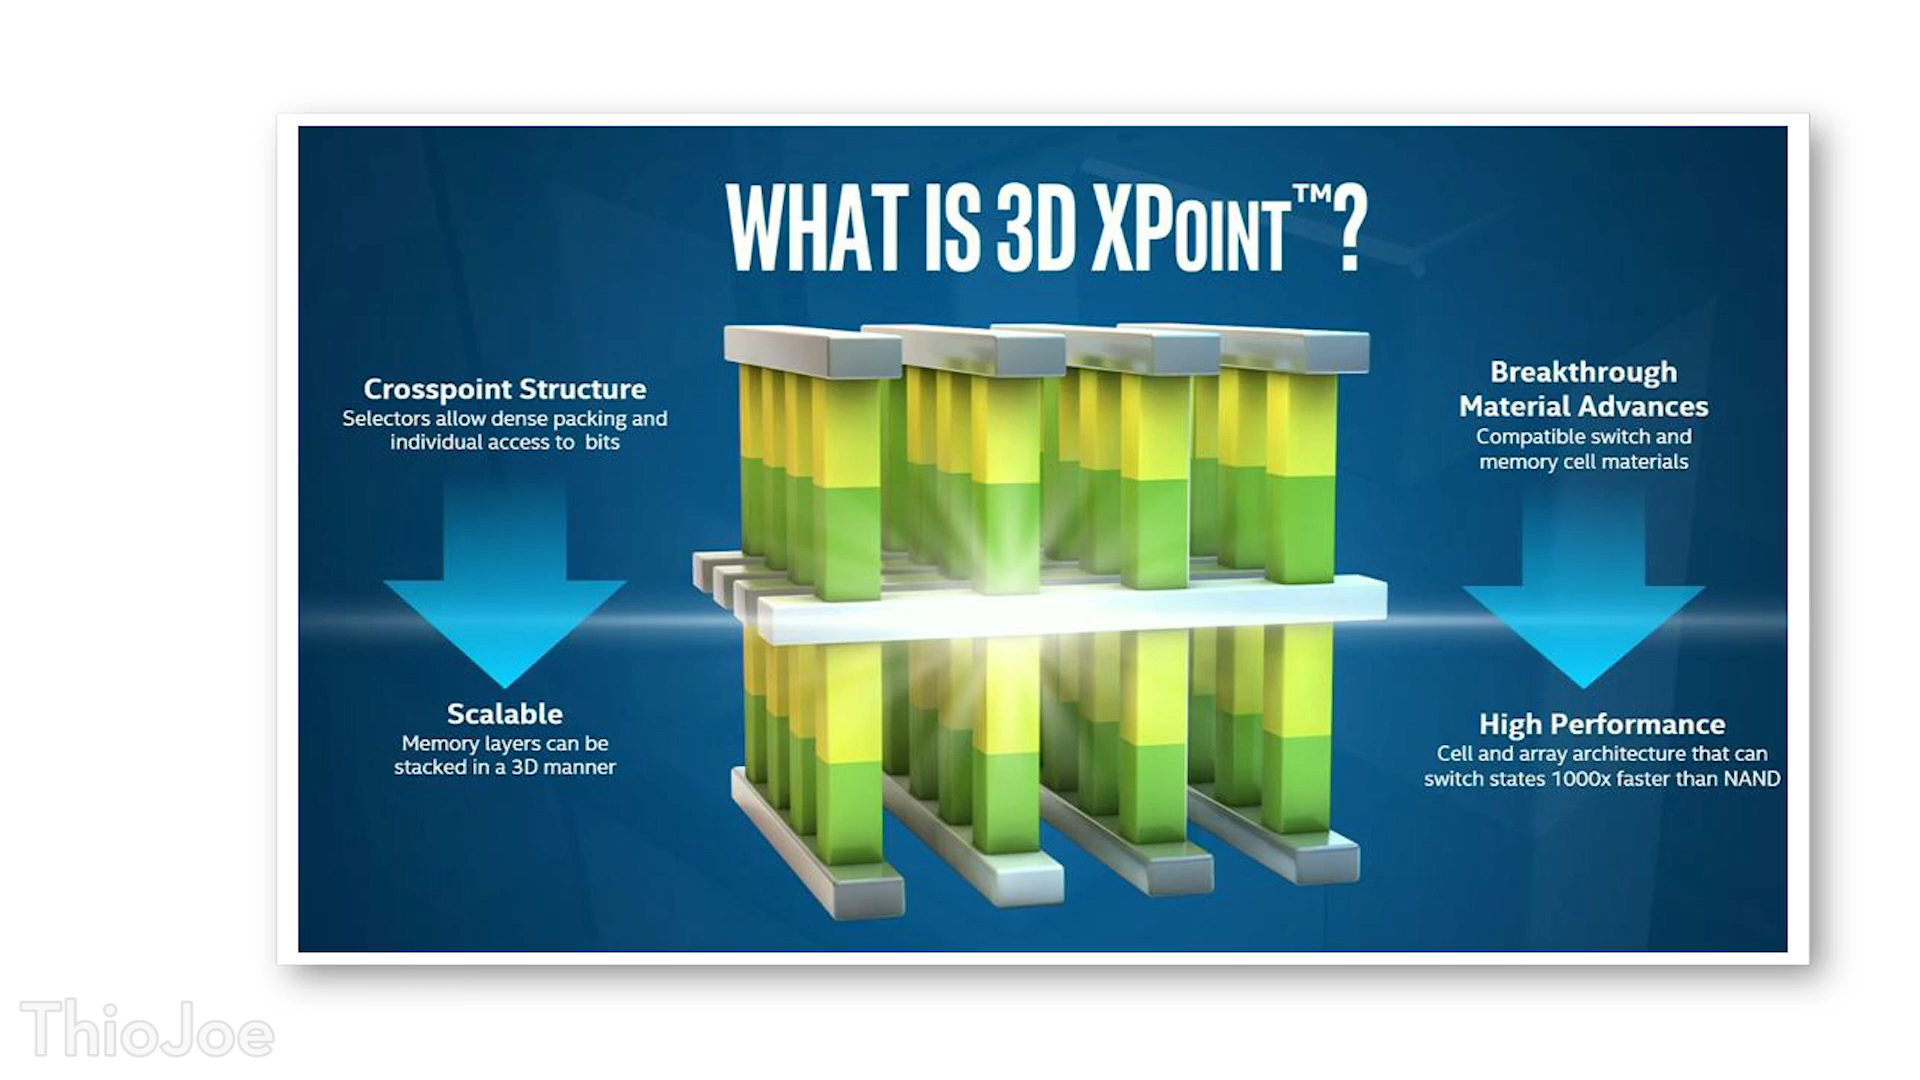 WHAT IS 3D XPOINT™?
Crosspoint Structure
Selectors allow dense packing and
individual access to bits
Scalable
Memory layers can be
stacked in a 3D manner
Breakthrough
Material Advances
Compatible switch and
memory cell materials
High Performance
Cell and array architecture that can
switch states 1000x faster than NAND
ThioJoe